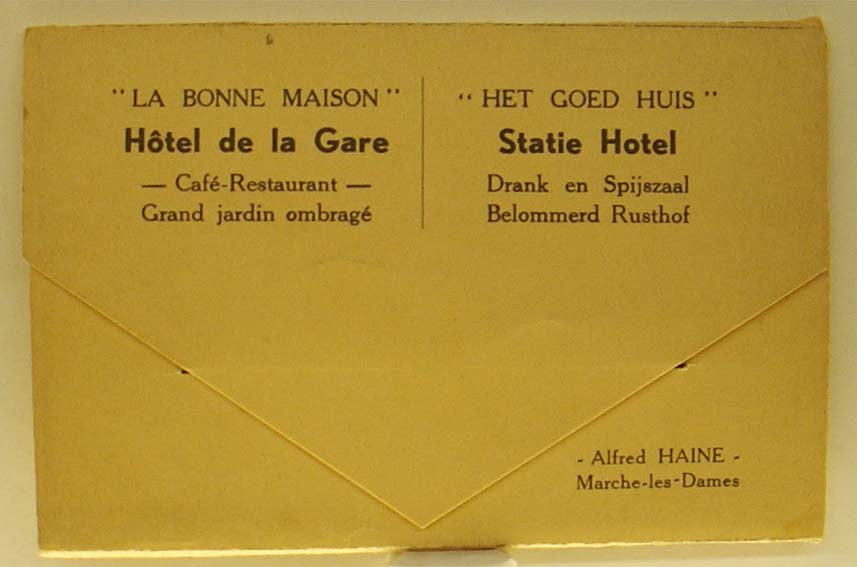 "LA BONNE MAISON"
Hôtel de la Gare
— Café-Restaurant —
Grand jardin ombragé
"HET GOED HUIS"
Statie Hotel
Drank en Spijszaal
Belommerd Rusthof
- Alfred HAINE -
Marche-les-Dames